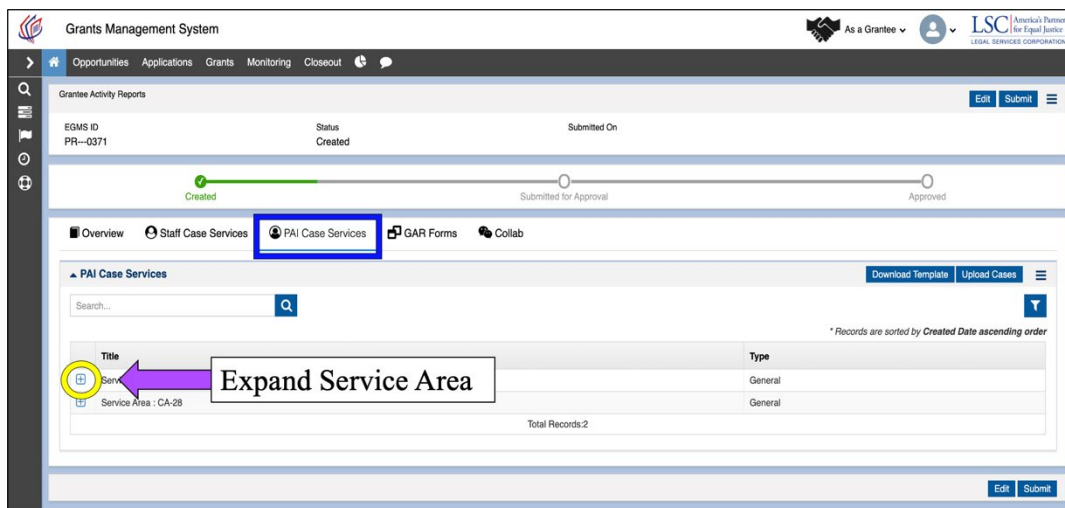 Grants Management System
As a Grantee
LSC America's Partner for Equal Justice
LEGAL SERVICES CORPORATION
Opportunities Applications Grants Monitoring Closeout
Grantee Activity Reports
Edit Submit
EGMS ID Status Submitted On
PR---0371 Created
Created Submitted for Approval Approved
Overview Staff Case Services PAI Case Services GAR Forms Collab
PAI Case Services
Download Template Upload Cases
Search...
* Records are sorted by Created Date ascending order
Title Type
General
Expand Service Area
Service Area : CA-28 General
Total Records:2
Edit Submit